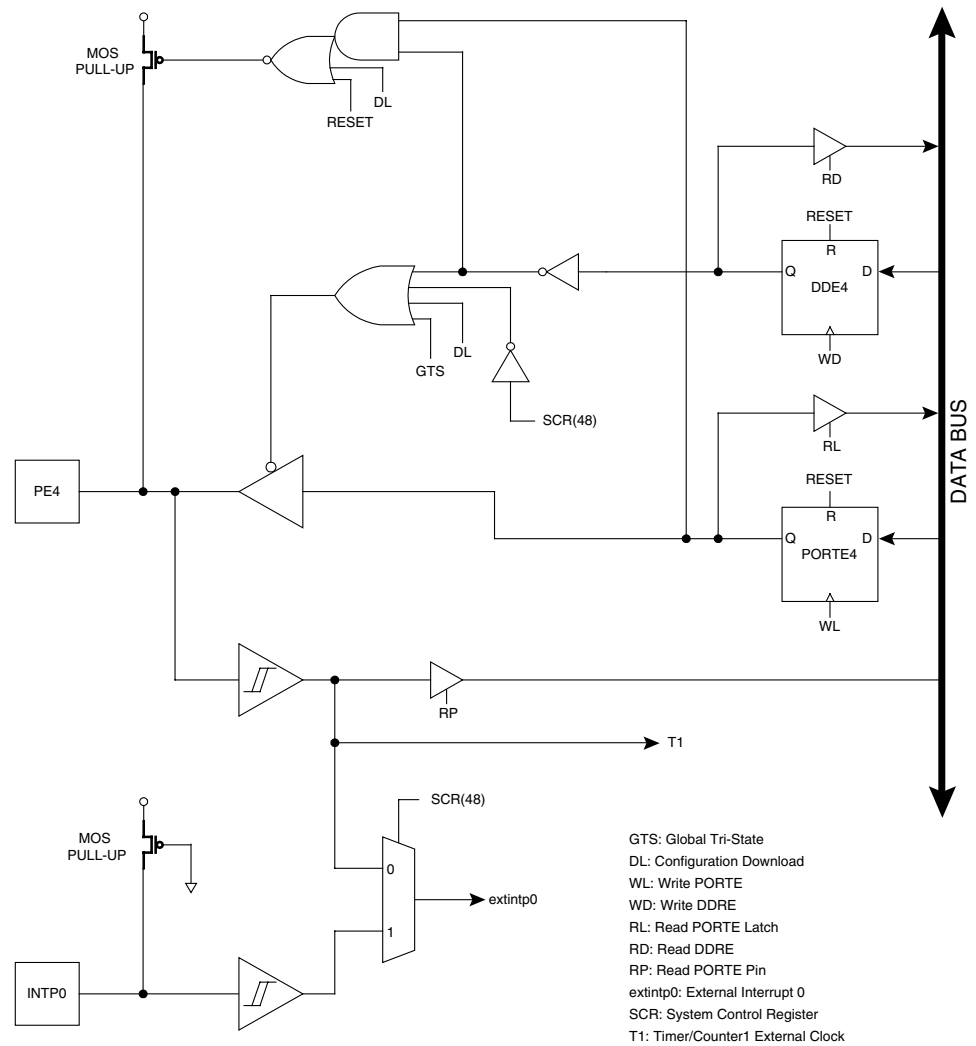 MOS
PULL-UP
DL
RESET
RD
RESET
R
Q
D
DDE4
WD
DL
GTS
SCR(48)
RL
DATA BUS
PE4
RESET
R
Q
D
PORTE4
WL
RP
T1
SCR(48)
MOS
PULL-UP
0
extintp0
1
INTP0
GTS: Global Tri-State
DL: Configuration Download
WL: Write PORTE
WD: Write DDRE
RL: Read PORTE Latch
RD: Read DDRE
RP: Read PORTE Pin
extintp0: External Interrupt 0
SCR: System Control Register
T1: Timer/Counter1 External Clock